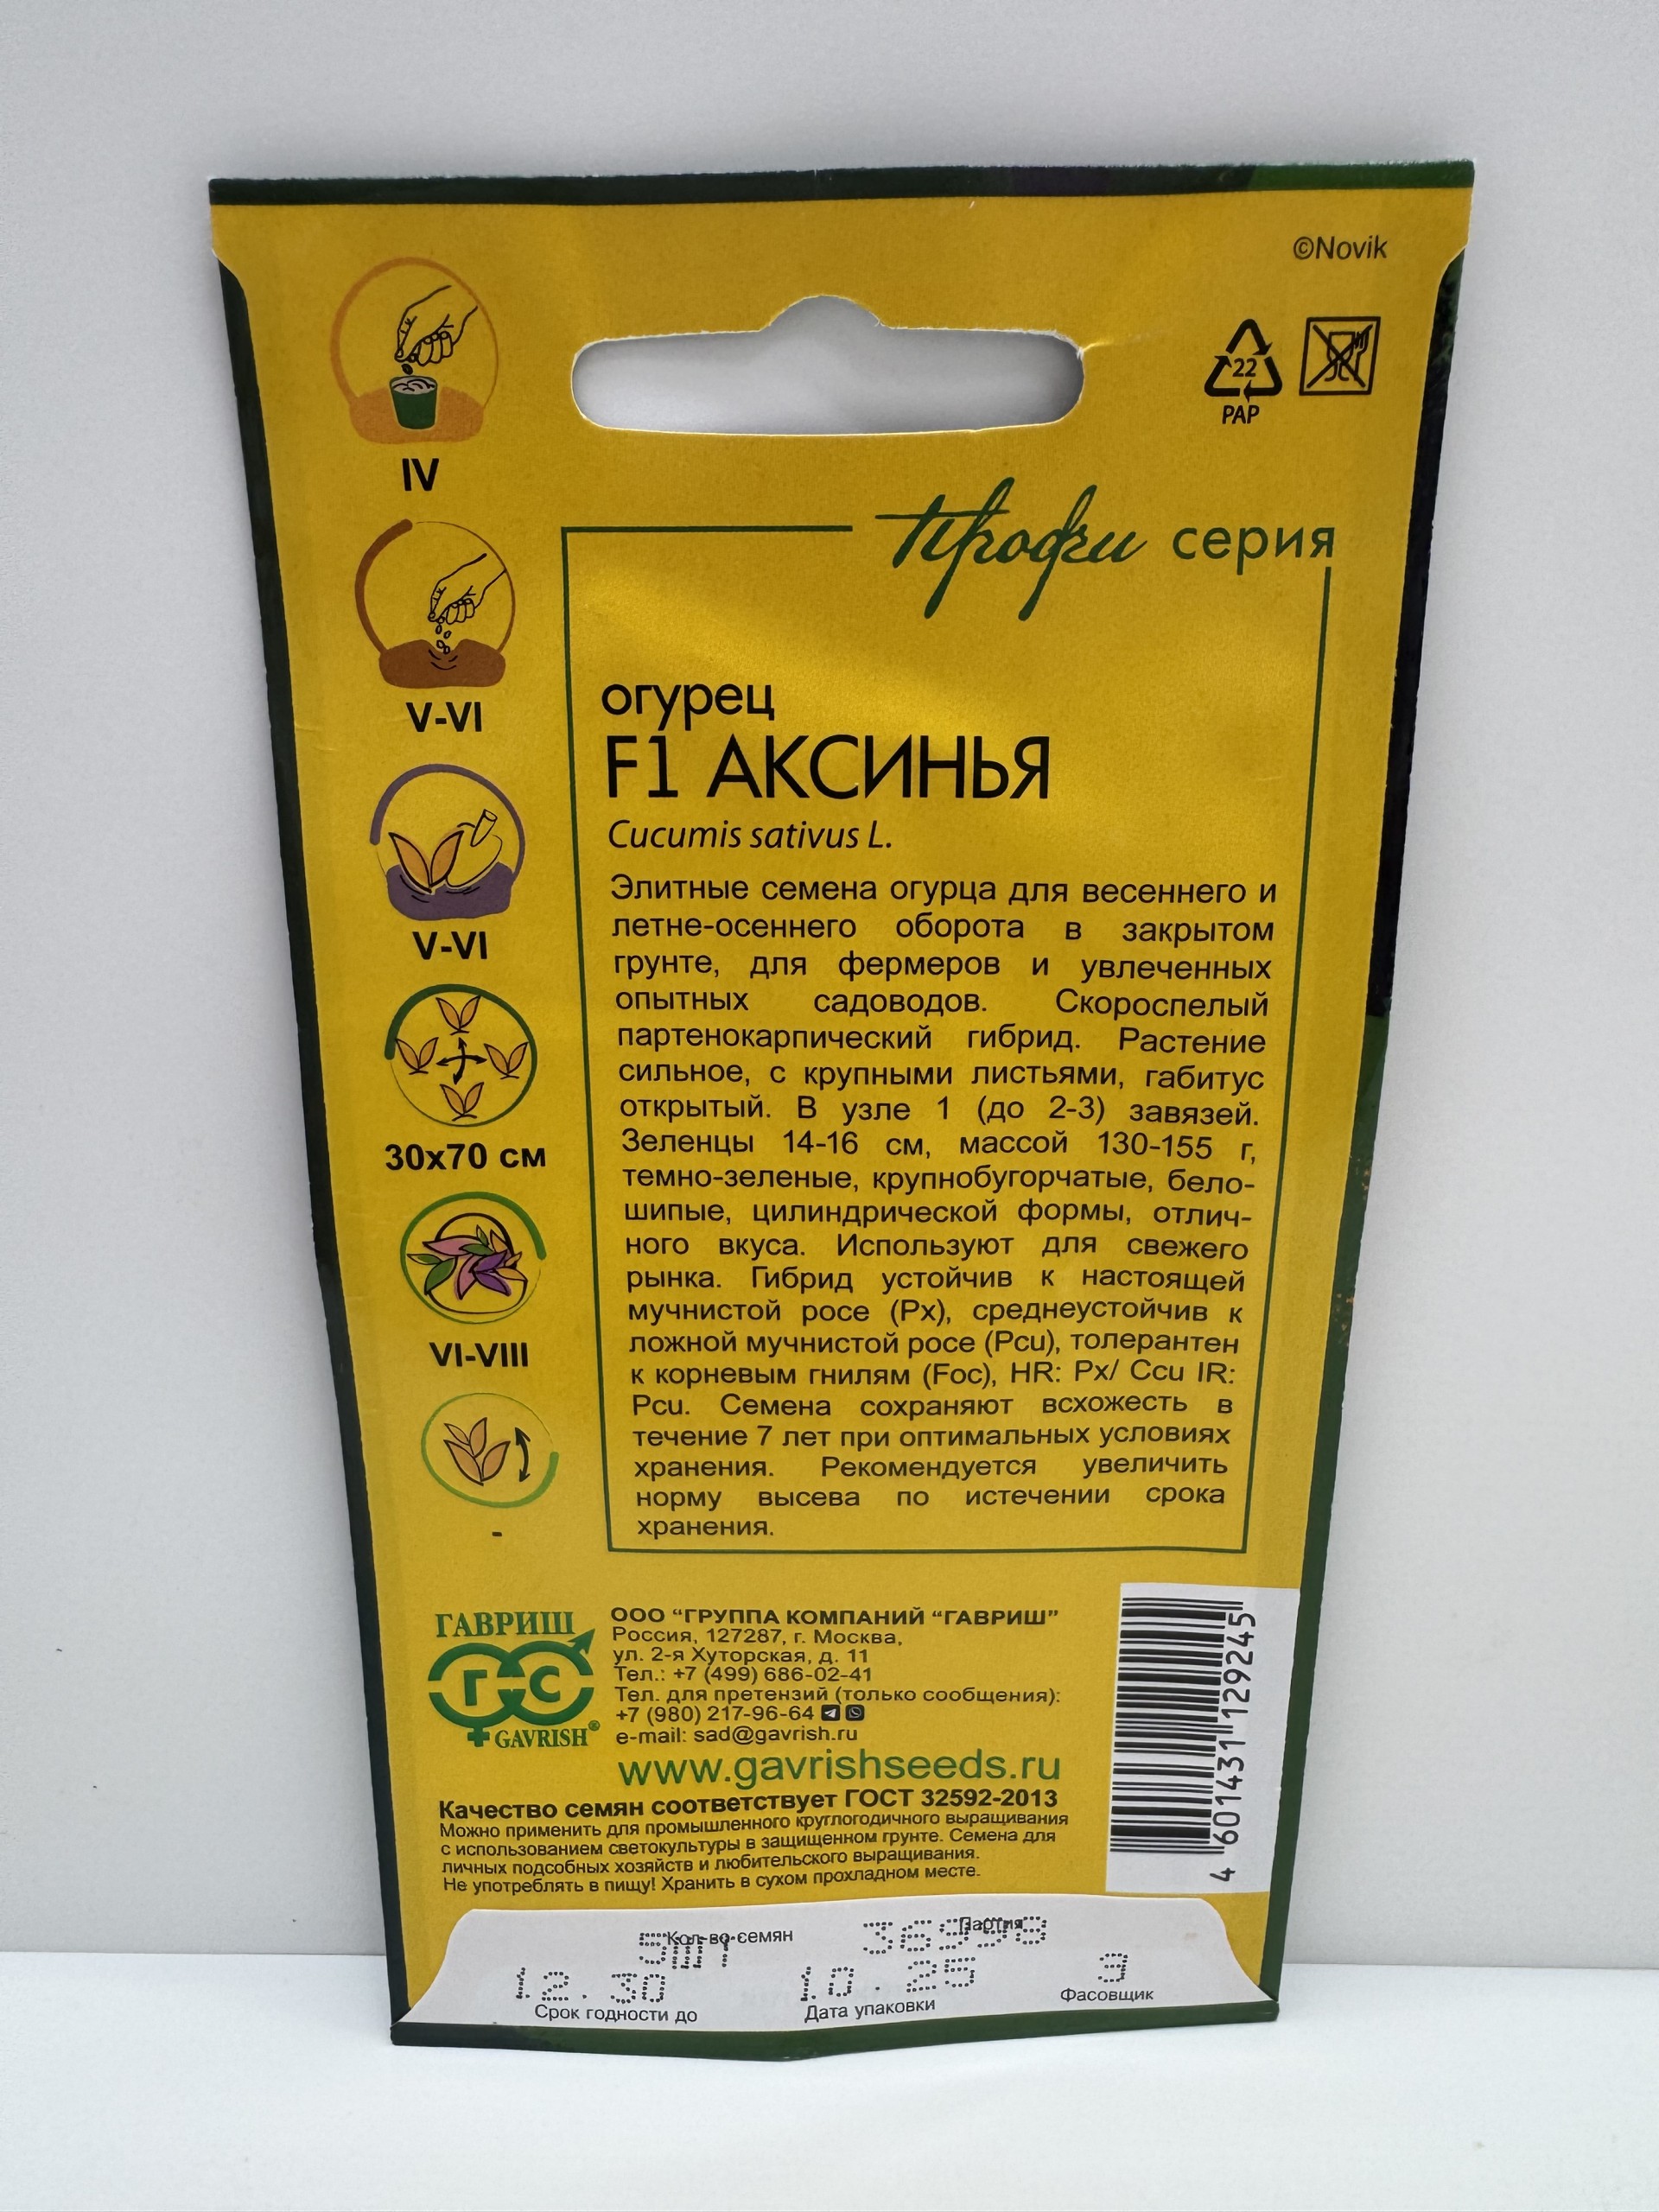 ©Novik
22
PAP
IV
V-VI
V-VI
30х70 см
VI-VIII
-
Профи серия
огурец
F1 АКСИНЬЯ
Cucumis sativus L.
Элитные семена огурца для весеннего и
летне-осеннего оборота в закрытом
грунте, для фермеров и увлеченных
опытных садоводов. Скороспелый
партенокарпический гибрид. Растение
сильное, с крупными листьями, габитус
открытый. В узле 1 (до 2-3) завязей.
Зеленцы 14-16 см, массой 130-155 г,
темно-зеленые, крупнобугорчатые, бело-
шипые, цилиндрической формы, отлич-
ного вкуса. Используют для свежего
рынка. Гибрид устойчив к настоящей
мучнистой росе (Px), среднеустойчив к
ложной мучнистой росе (Pcu), толерантен
к корневым гнилям (Foc), HR: Px/ Ccu IR:
Pcu. Семена сохраняют всхожесть в
течение 7 лет при оптимальных условиях
хранения. Рекомендуется увеличить
норму высева по истечении срока
хранения.
ГАВРИШ
ГС
GAVRISH®
ООО “ГРУППА КОМПАНИЙ “ГАВРИШ”
Россия, 127287, г. Москва,
ул. 2-я Хуторская, д. 11
Тел.: +7 (499) 686-02-41
Тел. для претензий (только сообщения):
+7 (980) 217-96-64
e-mail: sad@gavrish.ru
www.gavrishseeds.ru
Качество семян соответствует ГОСТ 32592-2013
Можно применить для промышленного круглогодичного выращивания
с использованием светокультуры в защищенном грунте. Семена для
личных подсобных хозяйств и любительского выращивания.
Не употреблять в пищу! Хранить в сухом прохладном месте.
4 601431 129245
Кол-во семян Партия
5шт
12.30 10.25 3
Срок годности до Дата упаковки Фасовщик